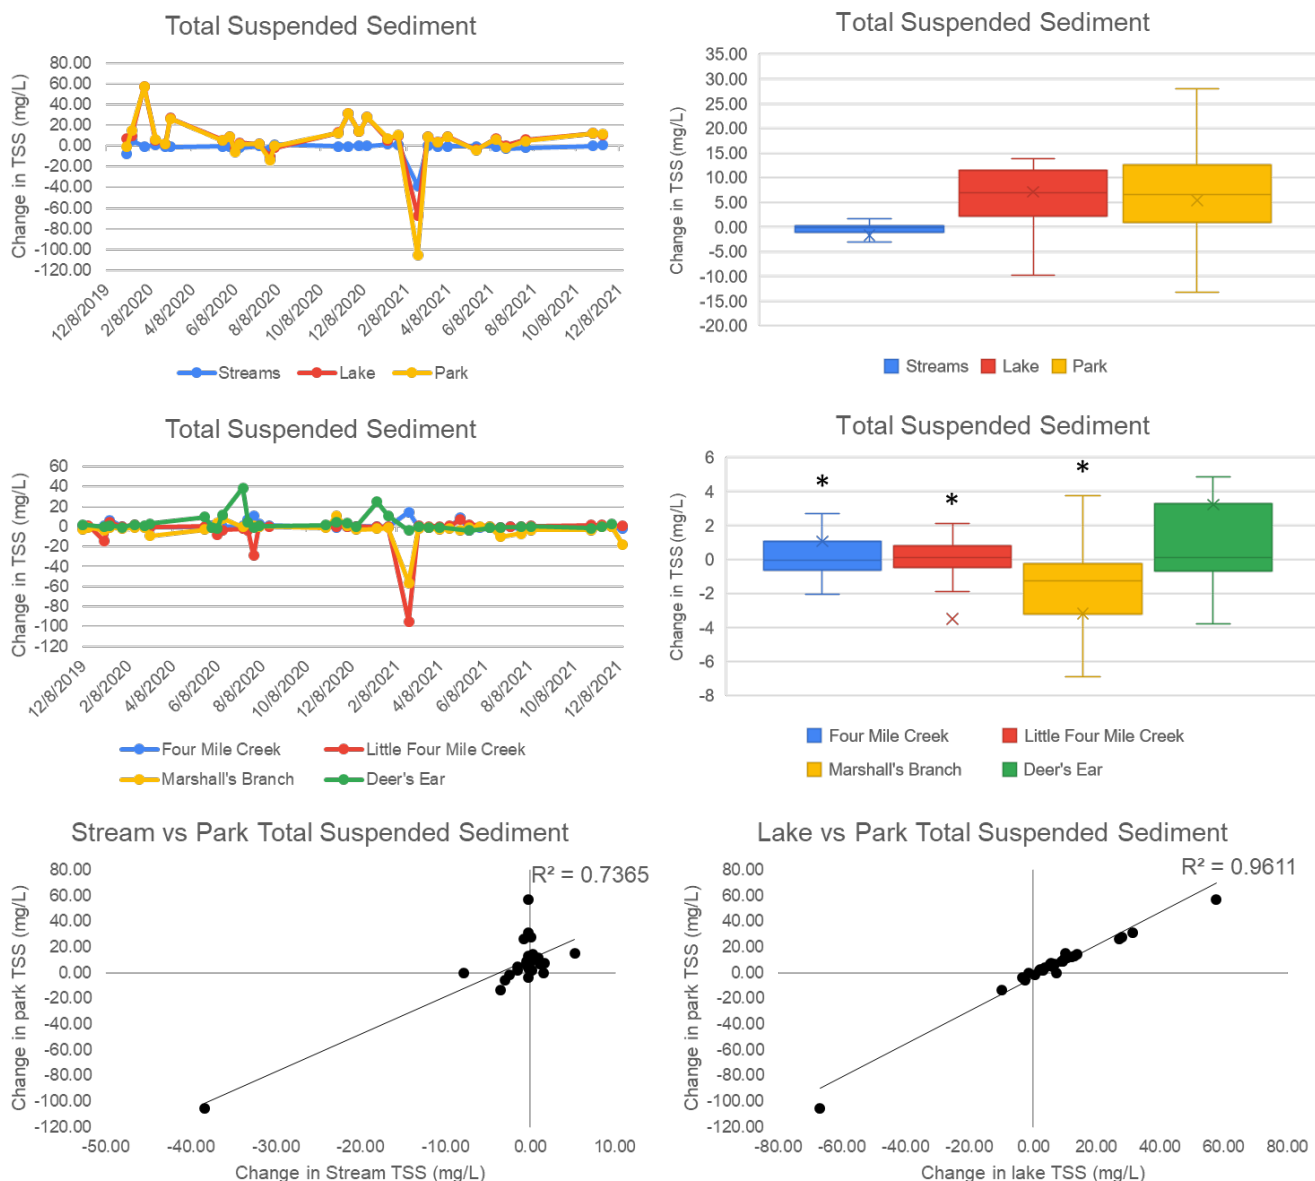 Total Suspended Sediment
Change in TSS (mg/L)
80.00
60.00
40.00
20.00
0.00
-20.00
-40.00
-60.00
-80.00
-100.00
-120.00
12/8/2019 2/8/2020 4/8/2020 6/8/2020 8/8/2020 10/8/2020 12/8/2020 2/8/2021 4/8/2021 6/8/2021 8/8/2021 10/8/2021 12/8/2021
Streams Lake Park
Total Suspended Sediment
Change in TSS (mg/L)
35.00
30.00
25.00
20.00
15.00
10.00
5.00
0.00
-5.00
-10.00
-15.00
-20.00
Streams Lake Park
Total Suspended Sediment
Change in TSS (mg/L)
60
40
20
0
-20
-40
-60
-80
-100
-120
12/8/2019 2/8/2020 4/8/2020 6/8/2020 8/8/2020 10/8/2020 12/8/2020 2/8/2021 4/8/2021 6/8/2021 8/8/2021 10/8/2021 12/8/2021
Four Mile Creek Little Four Mile Creek
Marshall's Branch Deer's Ear
Total Suspended Sediment
Change in TSS (mg/L)
6
4
2
0
-2
-4
-6
-8
* * *
Four Mile Creek Little Four Mile Creek
Marshall's Branch Deer's Ear
Stream vs Park Total Suspended Sediment
R² = 0.7365
Change in park TSS (mg/L)
80.00
60.00
40.00
20.00
0.00
-20.00
-40.00
-60.00
-80.00
-100.00
-120.00
-50.00 -40.00 -30.00 -20.00 -10.00 0.00 10.00
Change in Stream TSS (mg/L)
Lake vs Park Total Suspended Sediment
R² = 0.9611
Change in park TSS (mg/L)
80.00
60.00
40.00
20.00
0.00
-20.00
-40.00
-60.00
-80.00
-100.00
-120.00
-80.00 -60.00 -40.00 -20.00 0.00 20.00 40.00 60.00 80.00
Change in lake TSS (mg/L)